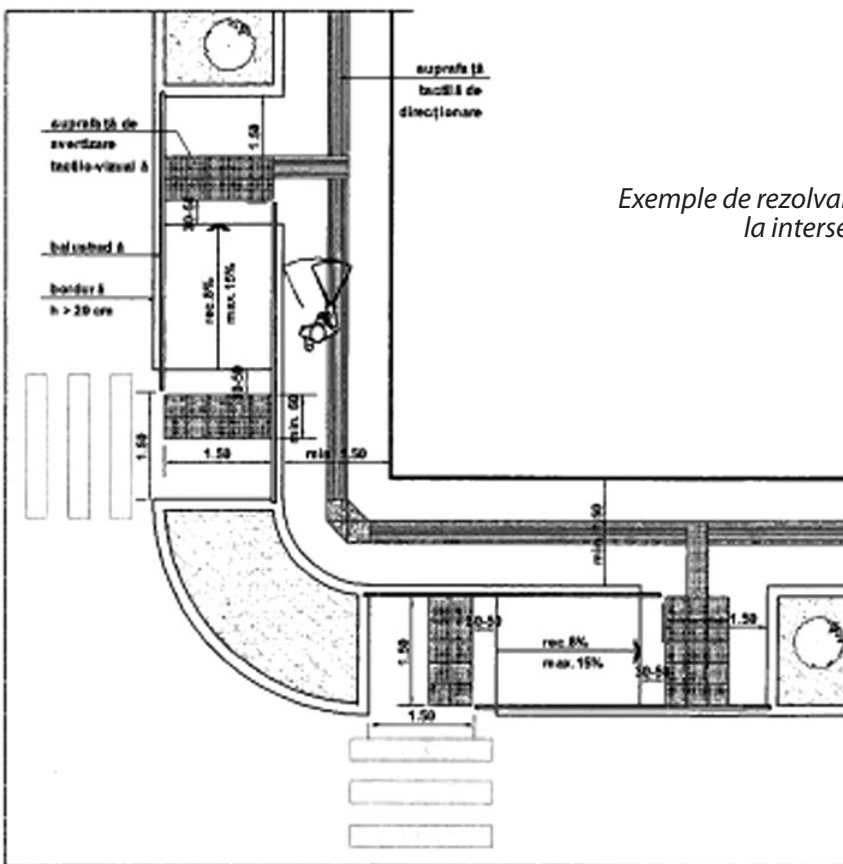 suprafață
tactilă de
direcționare
suprafață de
avertizare
tactilo-vizuală
1.50
Exemple de rezolvar
la interse
30-50
balustradă
bordură
h > 20 cm
rec.8%
max. 15%
30-50
min. 60
1.50
1.50
min. 1.50
min. 1.50
30-50
1.50
1.50
rec.8%
max. 15%
30-50
1.50